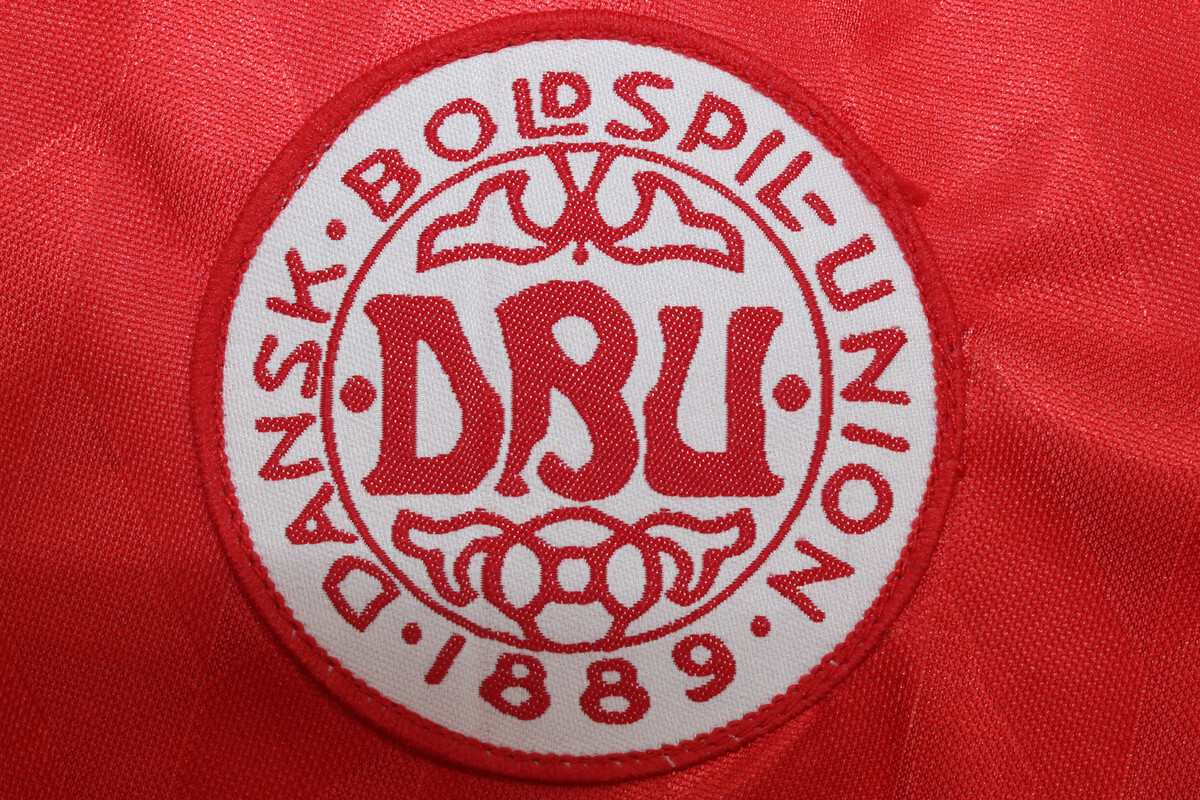 DANSK · BOLDSPIL-UNION
DBU
· 1889 ·